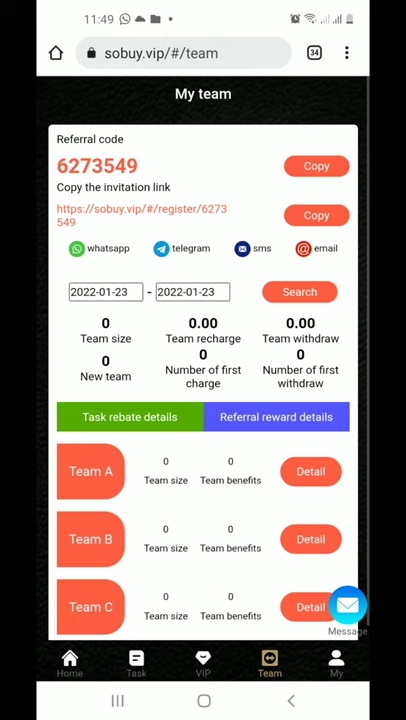 11:49
sobuy.vip/#/team
34
My team
Referral code
6273549
Copy
Copy the invitation link
https://sobuy.vip/#/register/6273
549
Copy
whatsapp
telegram
sms
email
2022-01-23 - 2022-01-23
Search
0 0.00 0.00
Team size Team recharge Team withdraw
0 0 0
New team Number of first charge Number of first withdraw
Task rebate details
Referral reward details
Team A
0 0
Team size Team benefits
Detail
Team B
0 0
Team size Team benefits
Detail
Team C
0 0
Team size Team benefits
Detail
Message
Home Task VIP Team My